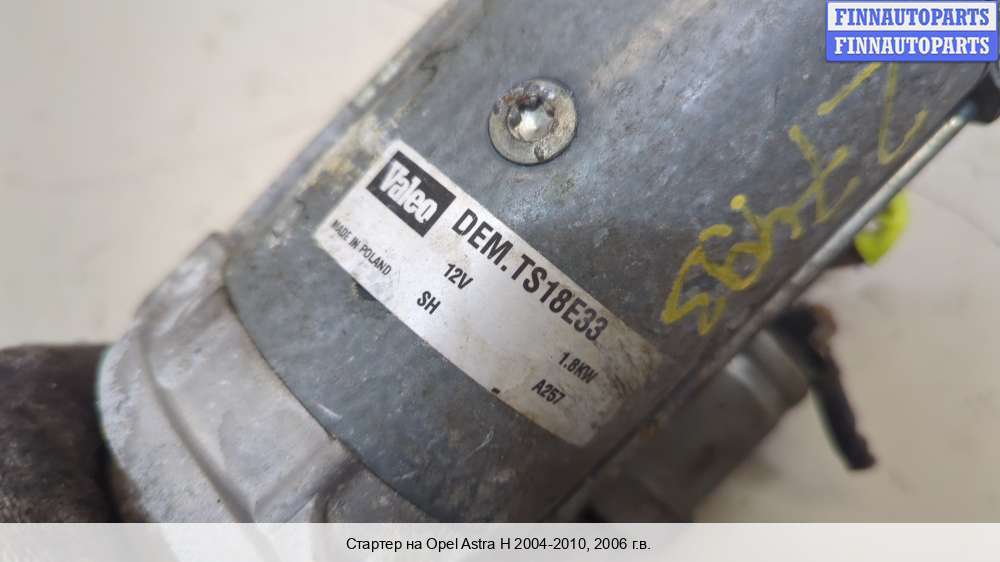 FINNAUTOPARTS
FINNAUTOPARTS
Valeo
DEM.TS18E33
MADE IN POLAND
12V
1.8KW
SH
A257
Стартер на Opel Astra H 2004-2010, 2006 г.в.